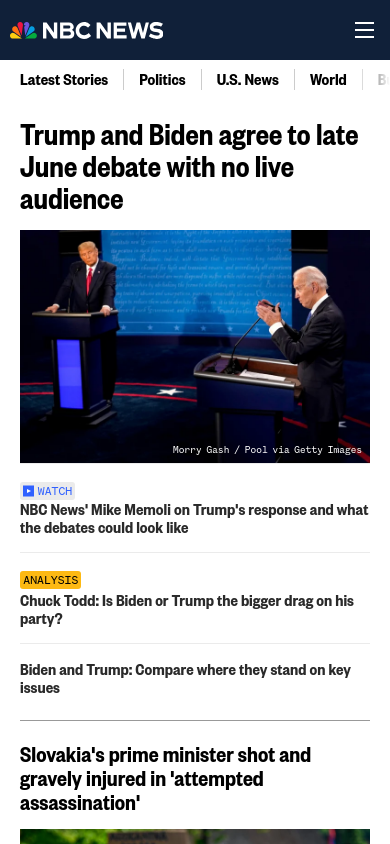 NBC NEWS
Latest Stories
Politics
U.S. News
World
Trump and Biden agree to late
June debate with no live
audience
Morry Gash / Pool via Getty Images
WATCH
NBC News' Mike Memoli on Trump's response and what
the debates could look like
ANALYSIS
Chuck Todd: Is Biden or Trump the bigger drag on his
party?
Biden and Trump: Compare where they stand on key
issues
Slovakia's prime minister shot and
gravely injured in 'attempted
assassination'